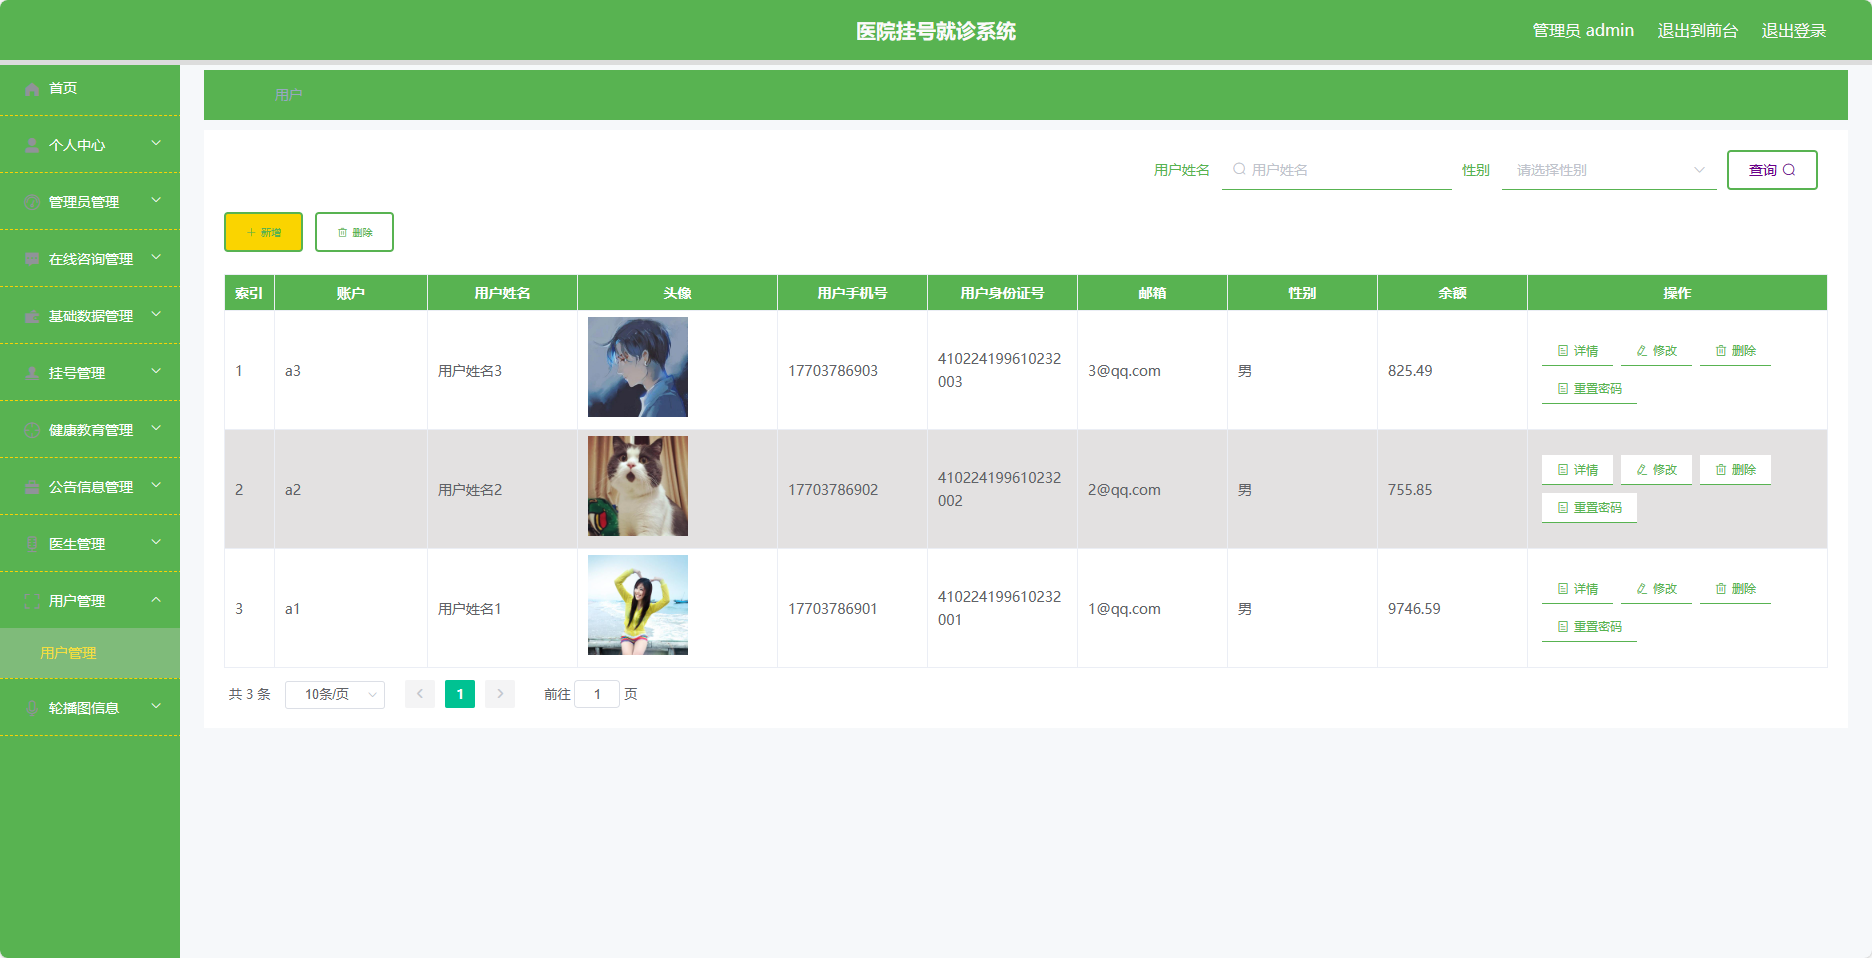 医院挂号就诊系统
管理员 admin 退出到前台 退出登录
首页
个人中心
管理员管理
在线咨询管理
基础数据管理
挂号管理
健康教育管理
公告信息管理
医生管理
用户管理
用户管理
轮播图信息
用户
用户姓名 用户姓名 性别 请选择性别 查询
新增 删除
索引 账户 用户姓名 头像 用户手机号 用户身份证号 邮箱 性别 余额 操作
1 a3 用户姓名3 17703786903 410224199610232003 3@qq.com 男 825.49 详情 修改 删除
重置密码
2 a2 用户姓名2 17703786902 410224199610232002 2@qq.com 男 755.85 详情 修改 删除
重置密码
3 a1 用户姓名1 17703786901 410224199610232001 1@qq.com 男 9746.59 详情 修改 删除
重置密码
共 3 条 10条/页 1 前往 1 页